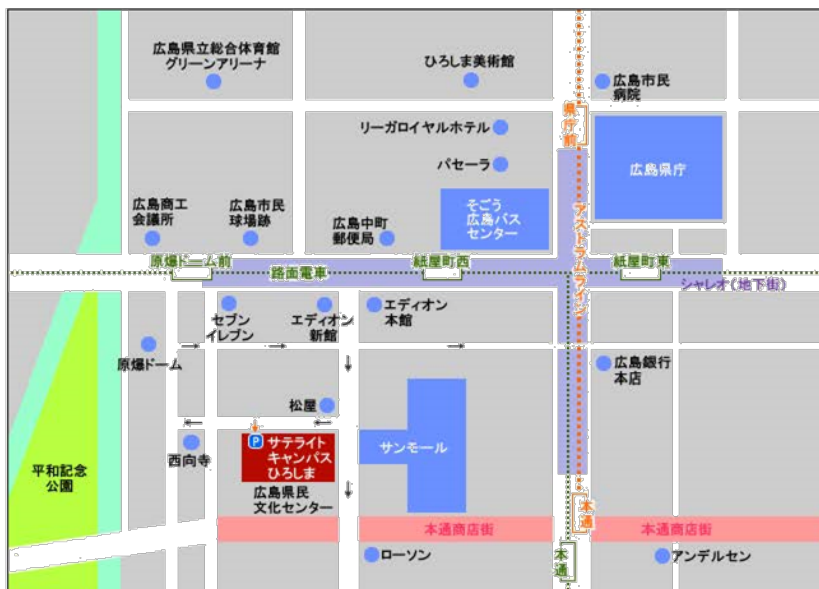 広島県立総合体育館
グリーンアリーナ
ひろしま美術館
広島市民
病院
県庁前
リーガロイヤルホテル
パセーラ
広島県庁
そごう
広島バス
センター
アストラムライン
広島商工
会議所
広島市民
球場跡
広島中町
郵便局
原爆ドーム前
路面電車
紙屋町西
紙屋町東
シャレオ(地下街)
セブン
イレブン
エディオン
新館
エディオン
本館
原爆ドーム
広島銀行
本店
松屋
P
サテライト
キャンパス
ひろしま
サンモール
西向寺
平和記念
公園
広島県民
文化センター
本通
本通商店街
本通商店街
本通
ローソン
アンデルセン